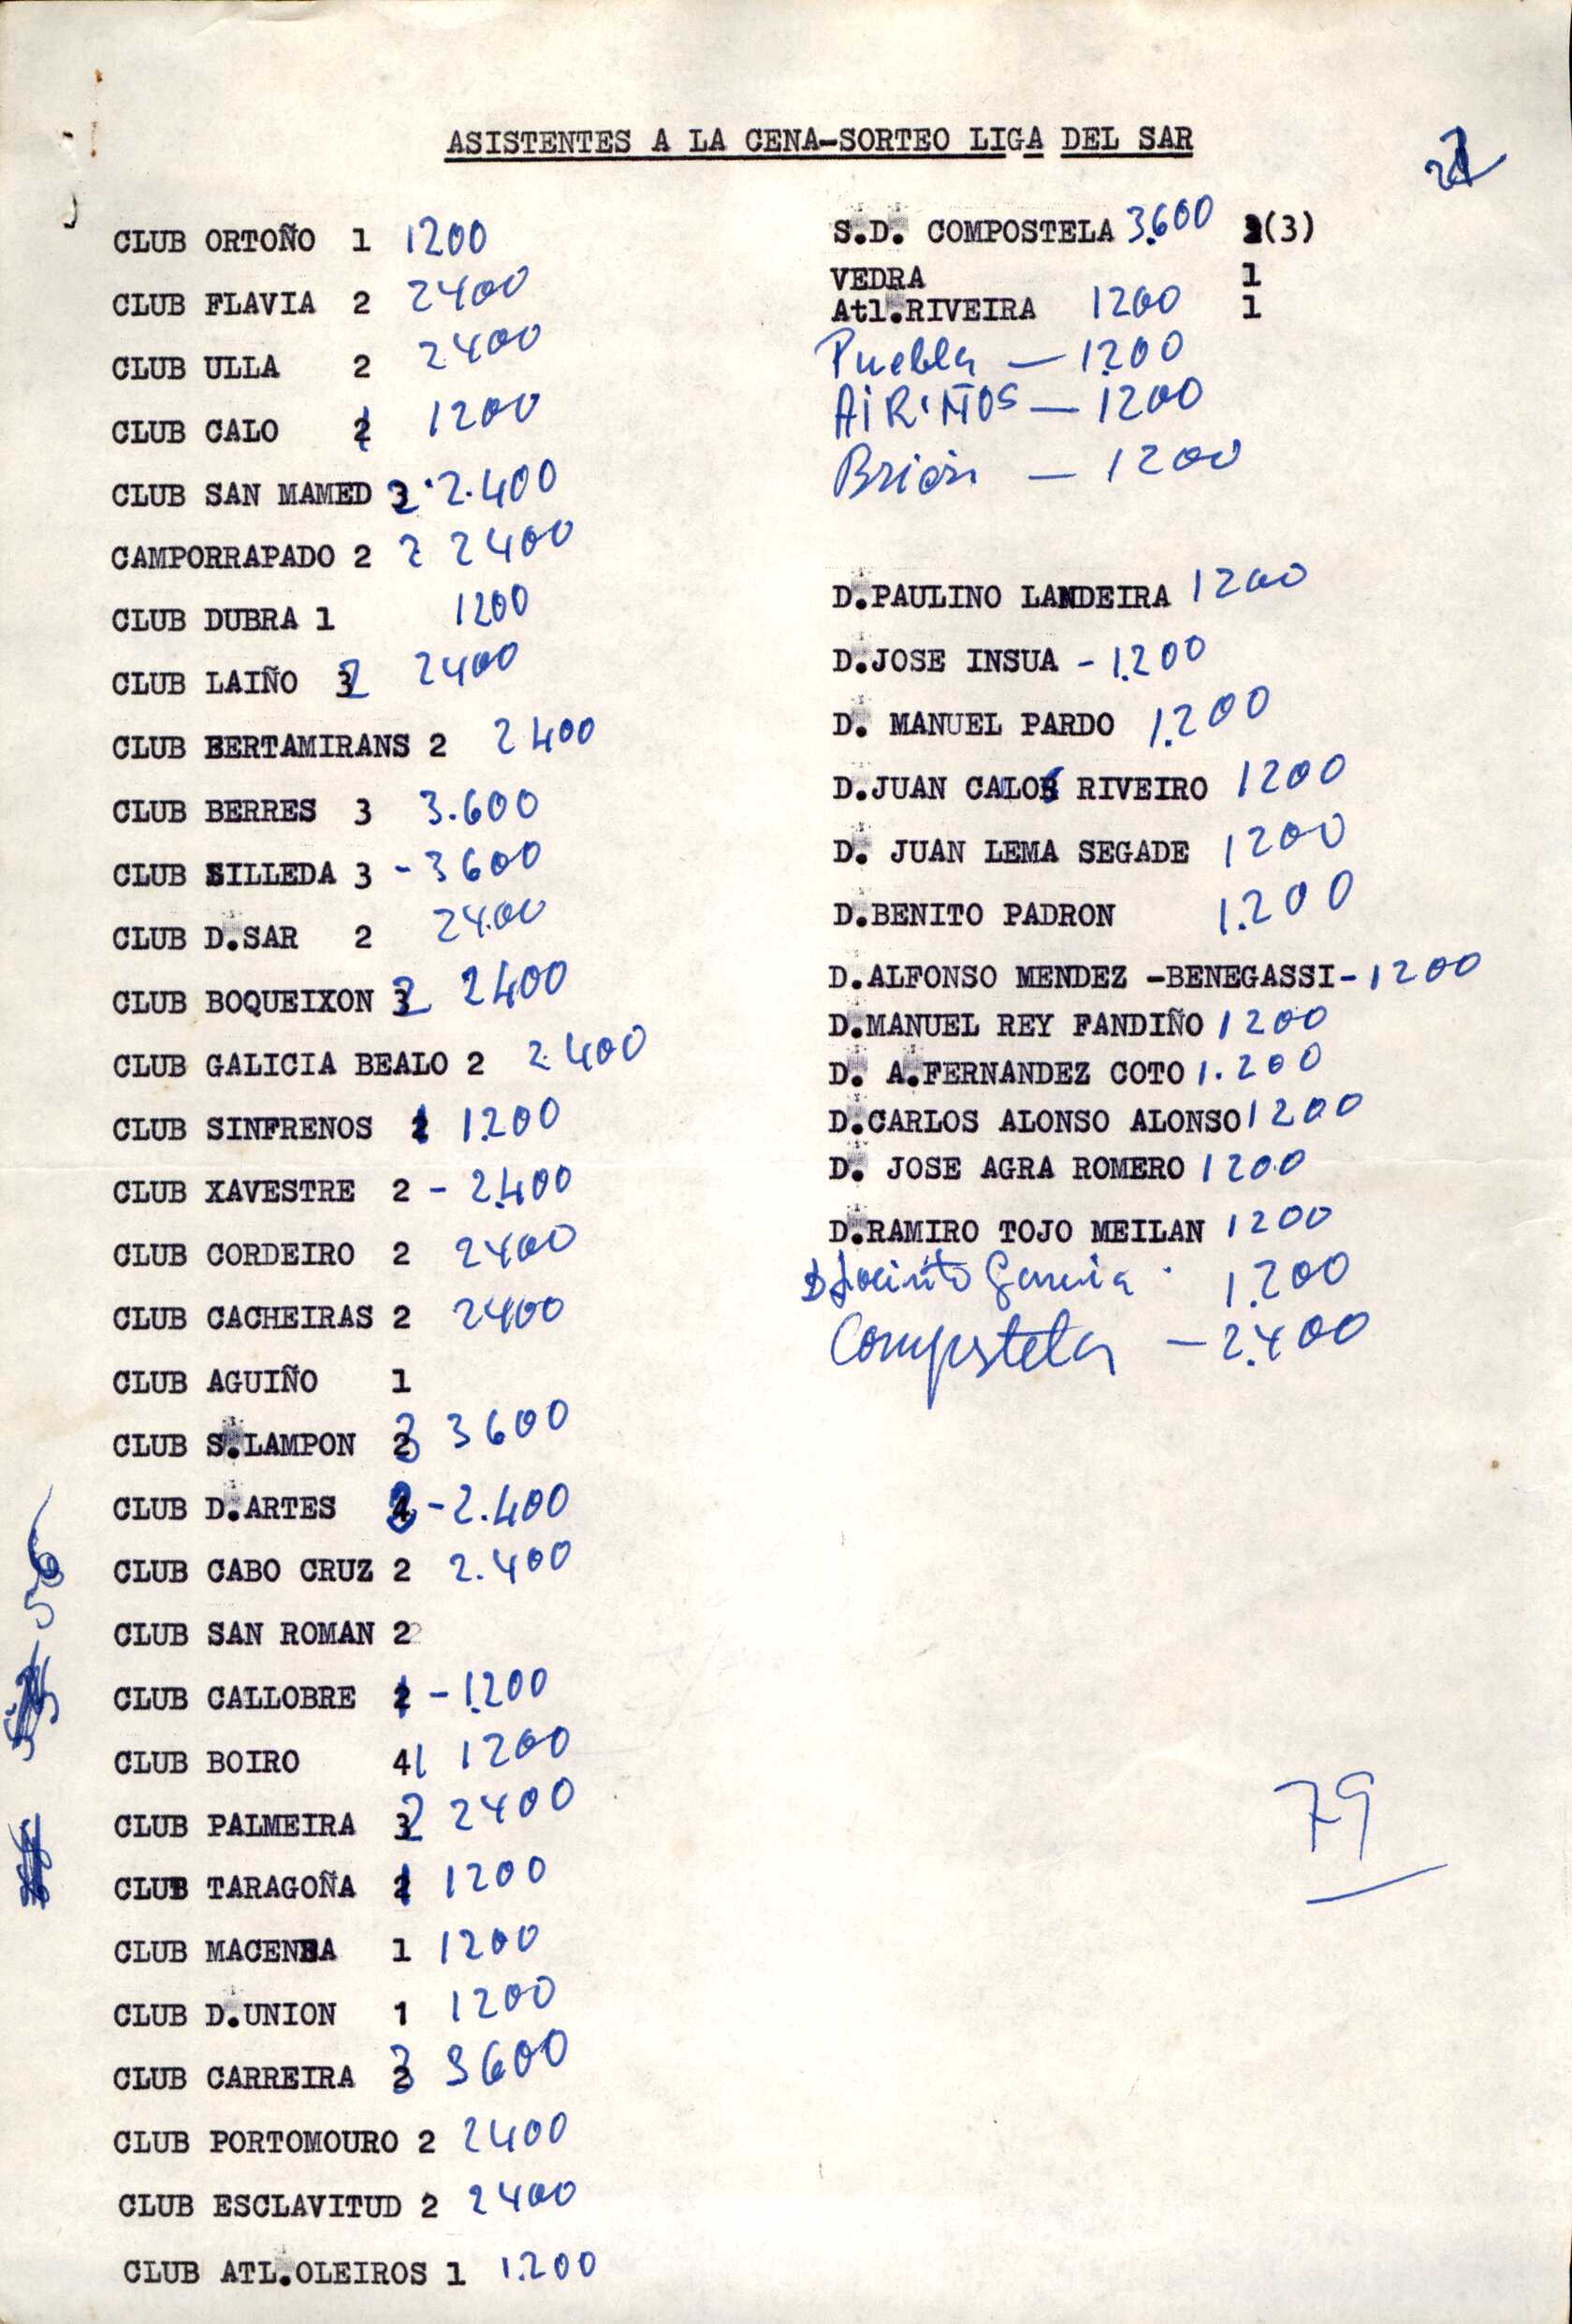 ASISTENTES A LA CENA-SORTEO LIGA DEL SAR
CLUB ORTOÑO 1 1200
CLUB FLAVIA 2 2400
CLUB ULLA 2 2400
CLUB CALO 1 1200
CLUB SAN MAMED 2 2.400
CAMPORRAPADO 2 2 2400
CLUB DUBRA 1 1200
CLUB LAIÑO 2 2400
CLUB BERTAMIRANS 2 2400
CLUB BERRES 3 3.600
CLUB SILLEDA 3 - 3600
CLUB D.SAR 2 2400
CLUB BOQUEIXON 2 2400
CLUB GALICIA BEALO 2 2.400
CLUB SINFRENOS 1 1.200
CLUB XAVESTRE 2 - 2.400
CLUB CORDEIRO 2 2400
CLUB CACHEIRAS 2 2400
CLUB AGUIÑO 1
CLUB S.LAMPON 3 3600
CLUB D.ARTES 2 - 2.400
CLUB CABO CRUZ 2 2.400
CLUB SAN ROMAN 2
CLUB CALLOBRE 1 - 1.200
CLUB BOIRO 4 1 1200
CLUB PALMEIRA 2 2400
CLUB TARAGOÑA 1 1200
CLUB MACENDA 1 1200
CLUB D.UNION 1 1200
CLUB CARREIRA 3 3600
CLUB PORTOMOURO 2 2400
CLUB ESCLAVITUD 2 2400
CLUB ATL.OLEIROS 1 1.200
56
S.D. COMPOSTELA 3.600 (3)
VEDRA 1
Atl.RIVEIRA 1200 1
Puebla — 1.200
AIRIÑOS — 1200
Brión — 1200
D.PAULINO LANDEIRA 1200
D.JOSE INSUA - 1.200
D. MANUEL PARDO 1.200
D.JUAN CALOS RIVEIRO 1200
D. JUAN LEMA SEGADE 1200
D.BENITO PADRON 1.200
D.ALFONSO MENDEZ -BENEGASSI- 1200
D.MANUEL REY FANDIÑO 1200
D. A.FERNANDEZ COTO 1.200
D.CARLOS ALONSO ALONSO 1200
D. JOSE AGRA ROMERO 1200
D.RAMIRO TOJO MEILAN 1200
D Jacinto Garcia 1.200
Compostela — 2.400
79